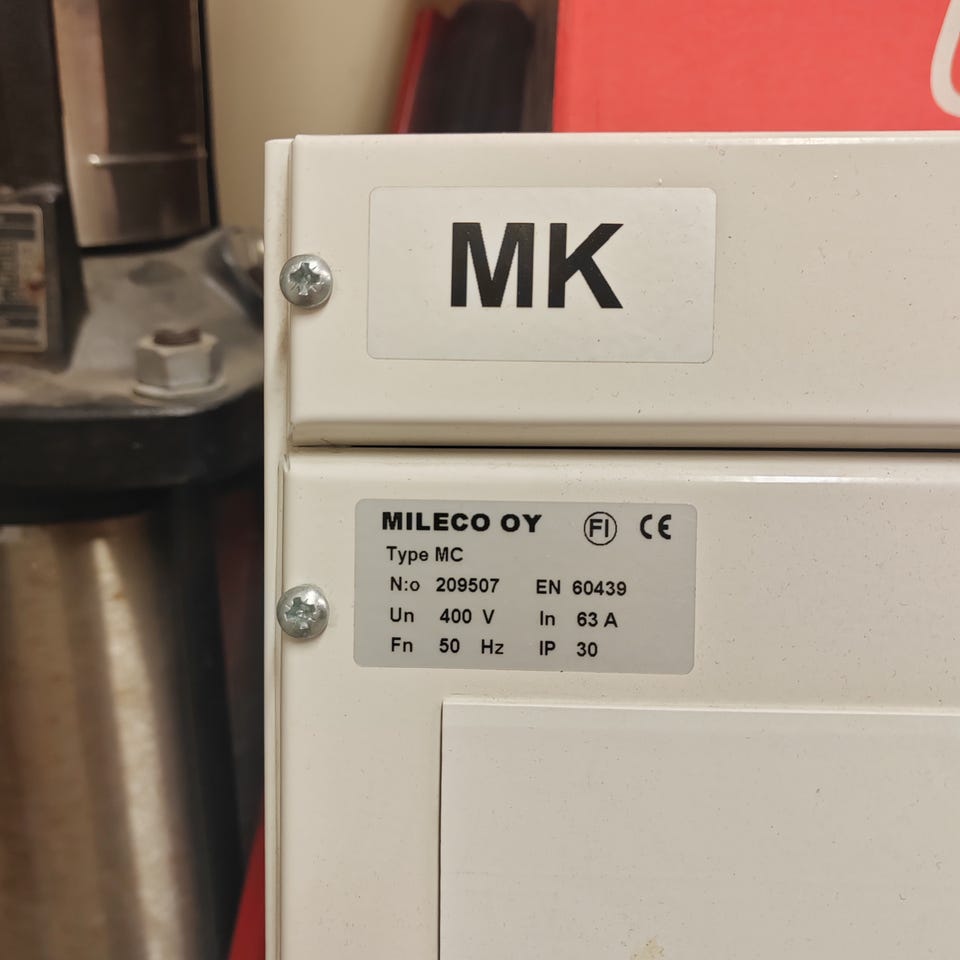 MK
MILECO OY FI CE
Type MC
N:o 209507 EN 60439
Un 400 V In 63 A
Fn 50 Hz IP 30